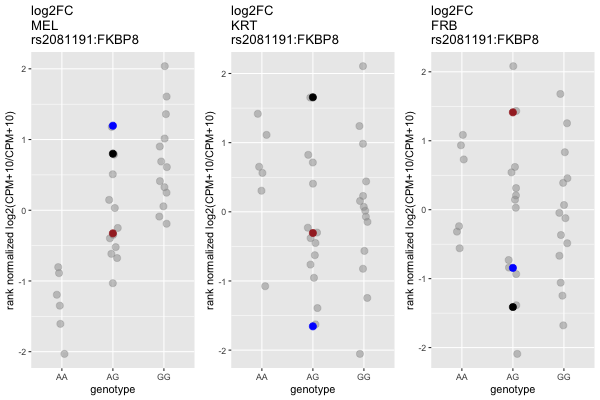 log2FC
MEL
rs2081191:FKBP8
rank normalized log2(CPM+10/CPM+10)
2
1
0
-1
-2
AA
AG
GG
genotype
log2FC
KRT
rs2081191:FKBP8
rank normalized log2(CPM+10/CPM+10)
2
1
0
-1
-2
AA
AG
GG
genotype
log2FC
FRB
rs2081191:FKBP8
rank normalized log2(CPM+10/CPM+10)
2
1
0
-1
-2
AA
AG
GG
genotype